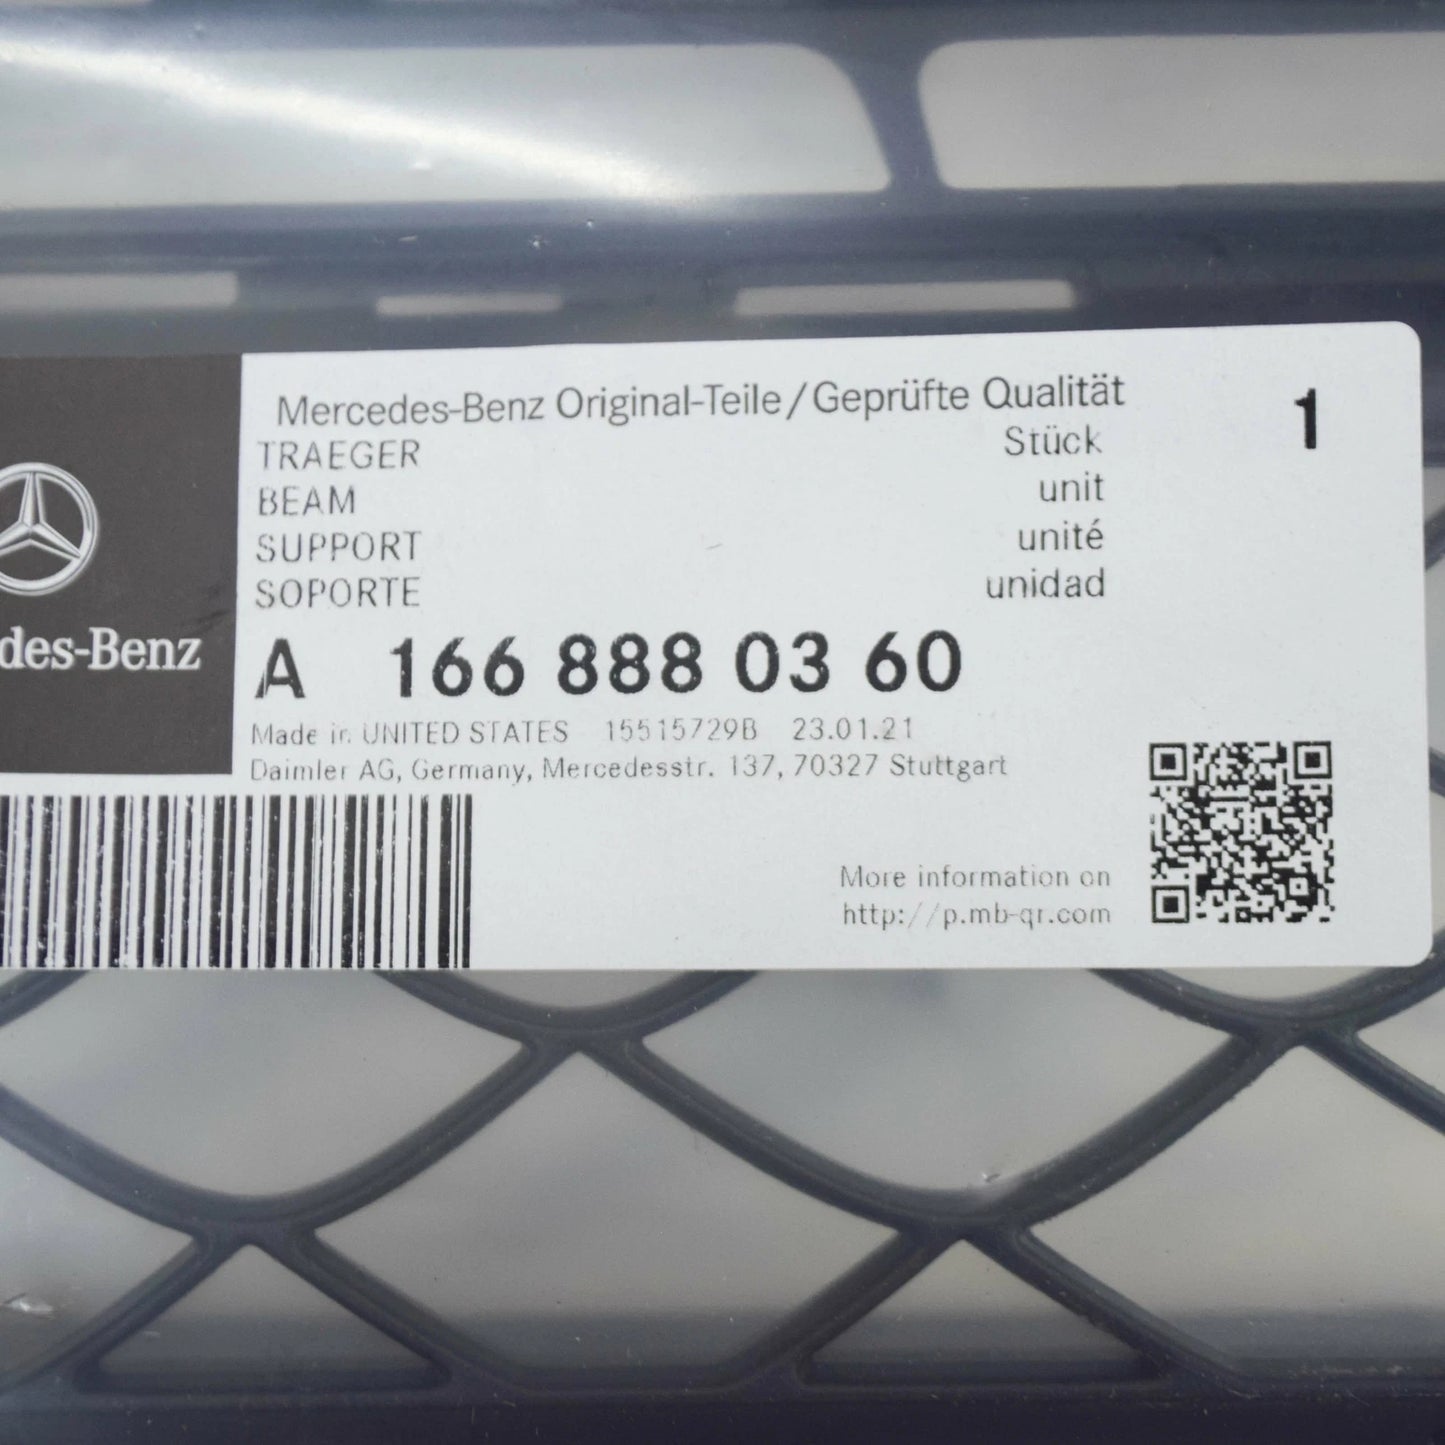 Mercedes-Benz Original-Teile/Geprüfte Qualität
1
TRAEGER
Stück
BEAM
unit
SUPPORT
unité
SOPORTE
unidad
des-Benz
A 166 888 03 60
Made in UNITED STATES 15515729B 23.01.21
Daimler AG, Germany, Mercedesstr. 137, 70327 Stuttgart
More information on
http://p.mb-qr.com